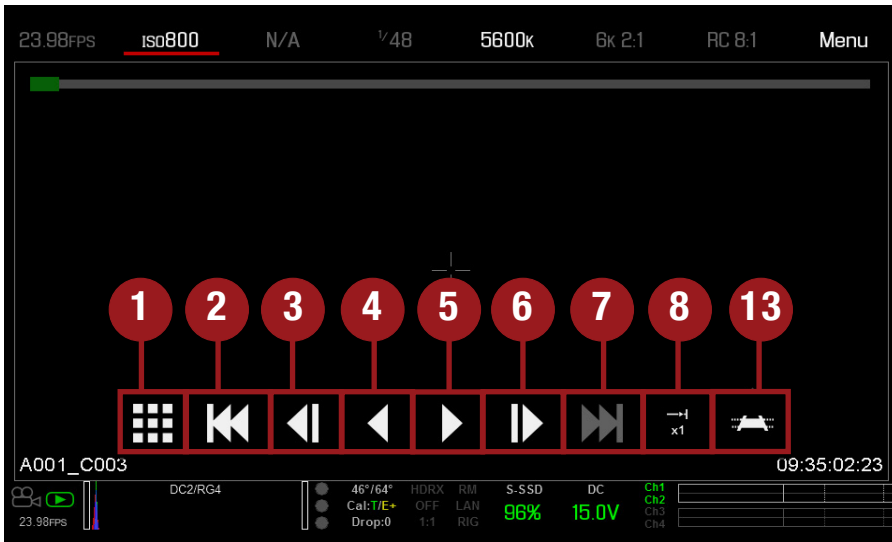 23.98FPS ISO800 N/A 1/48 5600K 6K 2:1 RC 8:1 Menu
1 2 3 4 5 6 7 8 13
x1
A001_C003 09:35:02:23
DC2/RG4 46°/64° HDRX RM S-SSD DC Ch1
Cal:T/E+ OFF LAN 96% 15.0V Ch2
23.98FPS Drop:0 1:1 RIG Ch3
Ch4